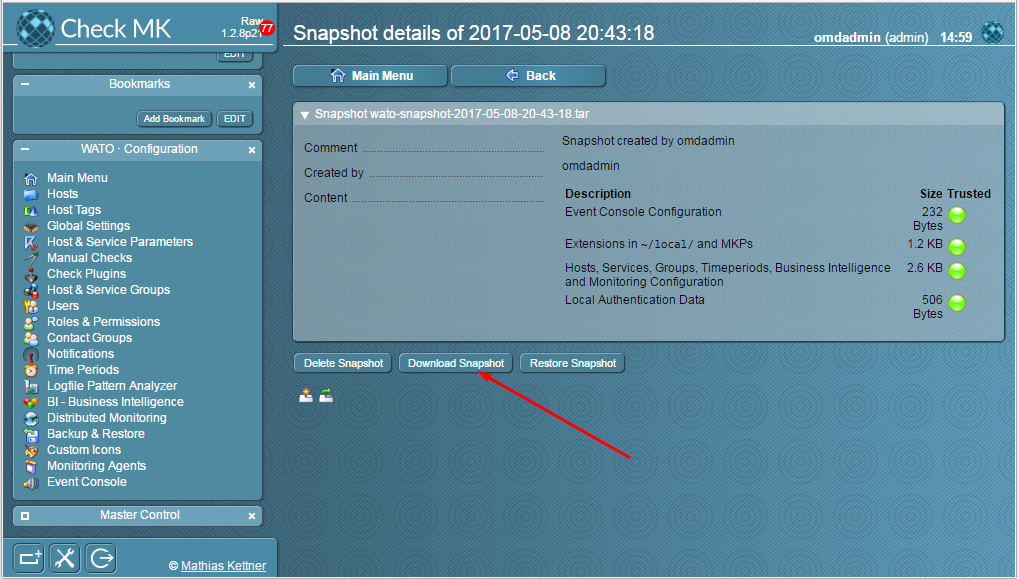 Check MK
Raw
1.2.8p21
77
Snapshot details of 2017-05-08 20:43:18
omdadmin (admin) 14:59
EDIT
Bookmarks
Add Bookmark EDIT
WATO · Configuration
Main Menu
Hosts
Host Tags
Global Settings
Host & Service Parameters
Manual Checks
Check Plugins
Host & Service Groups
Users
Roles & Permissions
Contact Groups
Notifications
Time Periods
Logfile Pattern Analyzer
BI - Business Intelligence
Distributed Monitoring
Backup & Restore
Custom Icons
Monitoring Agents
Event Console
Master Control
© Mathias Kettner
Main Menu Back
Snapshot wato-snapshot-2017-05-08-20-43-18.tar
Comment Snapshot created by omdadmin
Created by omdadmin
Content
Description Size Trusted
Event Console Configuration 232
Bytes
Extensions in ~/local/ and MKPs 1.2 KB
Hosts, Services, Groups, Timeperiods, Business Intelligence 2.6 KB
and Monitoring Configuration
Local Authentication Data 506
Bytes
Delete Snapshot Download Snapshot Restore Snapshot